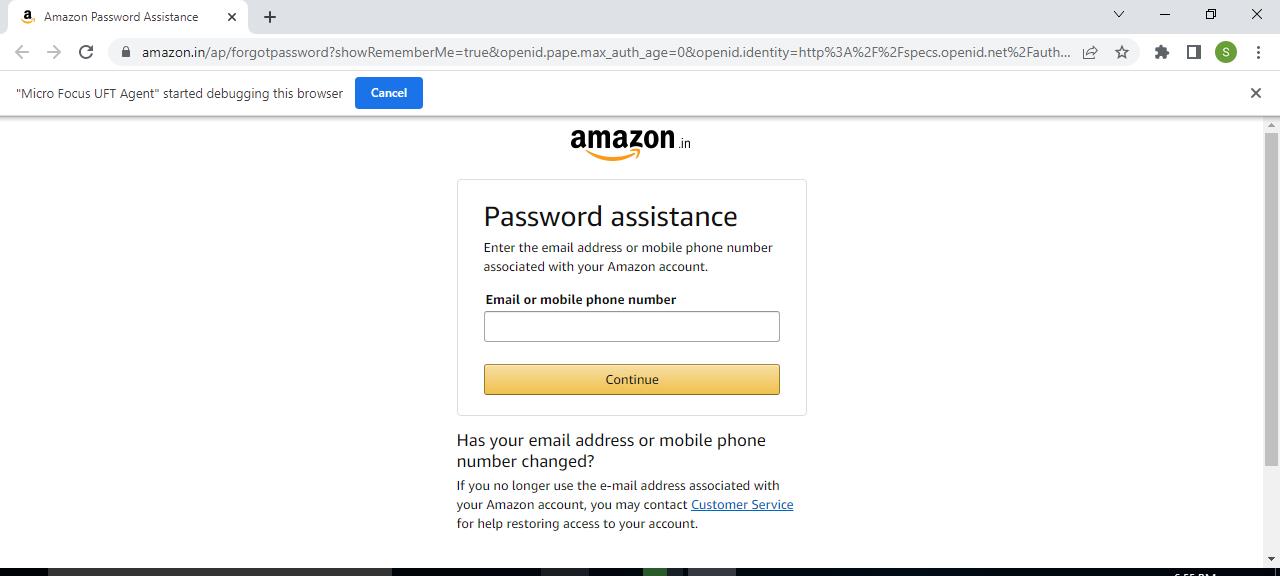 Amazon Password Assistance
amazon.in/ap/forgotpassword?showRememberMe=true&openid.pape.max_auth_age=0&openid.identity=http%3A%2F%2Fspecs.openid.net%2Fauth...
S
"Micro Focus UFT Agent" started debugging this browser
Cancel
amazon.in
Password assistance
Enter the email address or mobile phone number
associated with your Amazon account.
Email or mobile phone number
Continue
Has your email address or mobile phone
number changed?
If you no longer use the e-mail address associated with
your Amazon account, you may contact Customer Service
for help restoring access to your account.